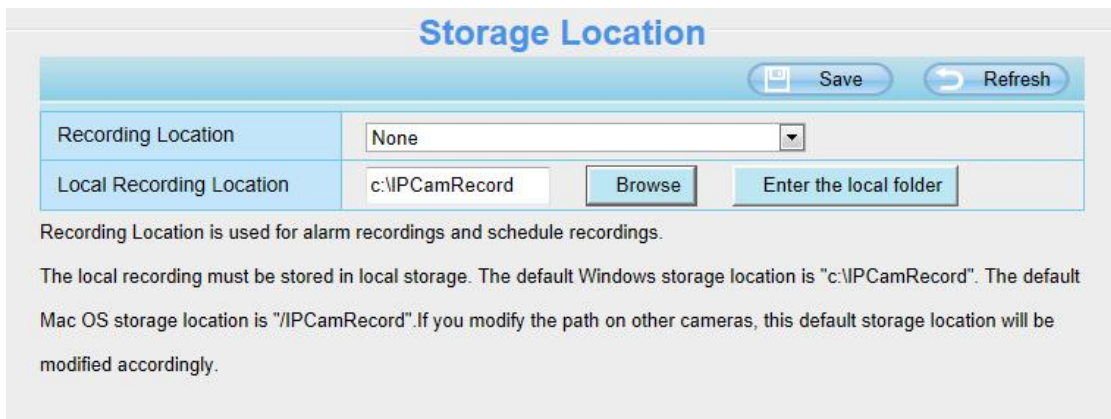 Storage Location
Save Refresh
Recording Location None
Local Recording Location c:\IPCamRecord Browse Enter the local folder
Recording Location is used for alarm recordings and schedule recordings.
The local recording must be stored in local storage. The default Windows storage location is "c:\IPCamRecord". The default
Mac OS storage location is "/IPCamRecord".If you modify the path on other cameras, this default storage location will be
modified accordingly.